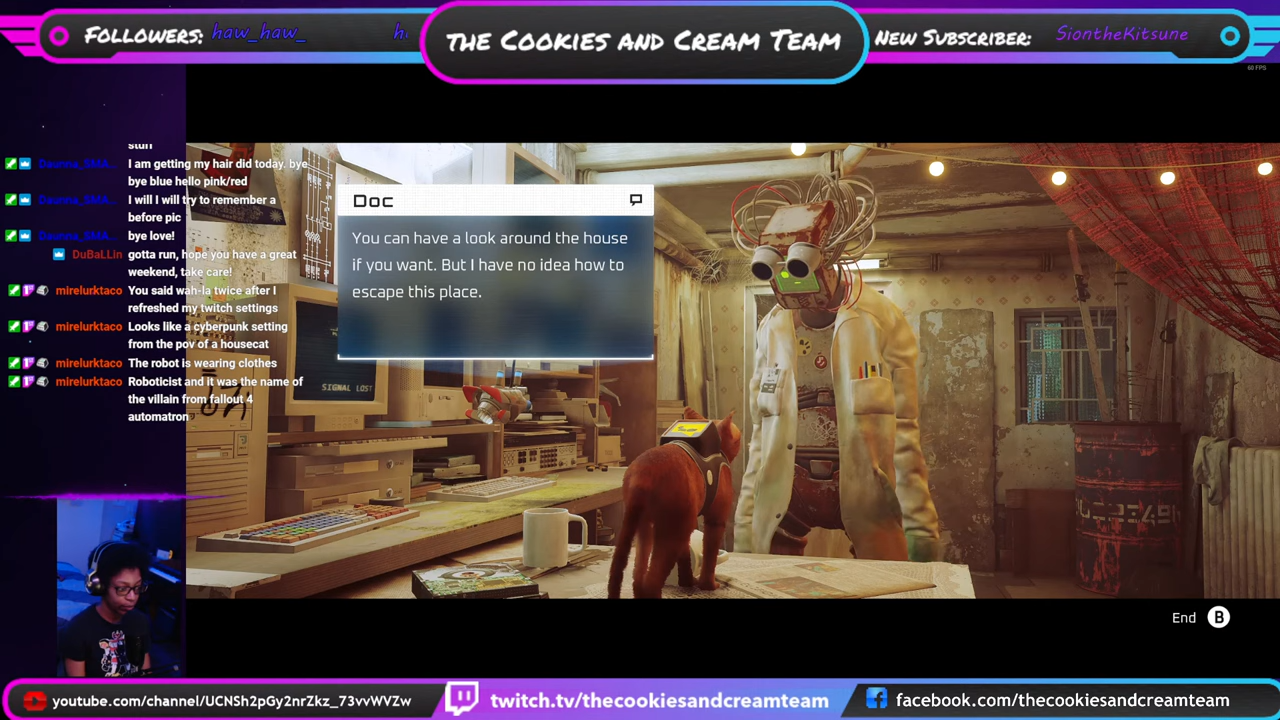 Followers: haw_haw_
the Cookies and Cream Team
New Subscriber: SiontheKitsune
60 FPS
stuff
I am getting my hair did today. bye
bye blue hello pink/red
I will I will try to remember a
before pic
bye love!
DuBaLLin gotta run, hope you have a great
weekend, take care!
mirelurktaco You said wah-la twice after I
refreshed my twitch settings
mirelurktaco Looks like a cyberpunk setting
from the pov of a housecat
mirelurktaco The robot is wearing clothes
mirelurktaco Roboticist and it was the name of
the villain from fallout 4
automatron
Doc
You can have a look around the house
if you want. But I have no idea how to
escape this place.
SIGNAL LOST
End B
youtube.com/channel/UCNSh2pGy2nrZkz_73vvWVZw
twitch.tv/thecookiesandcreamteam
facebook.com/thecookiesandcreamteam